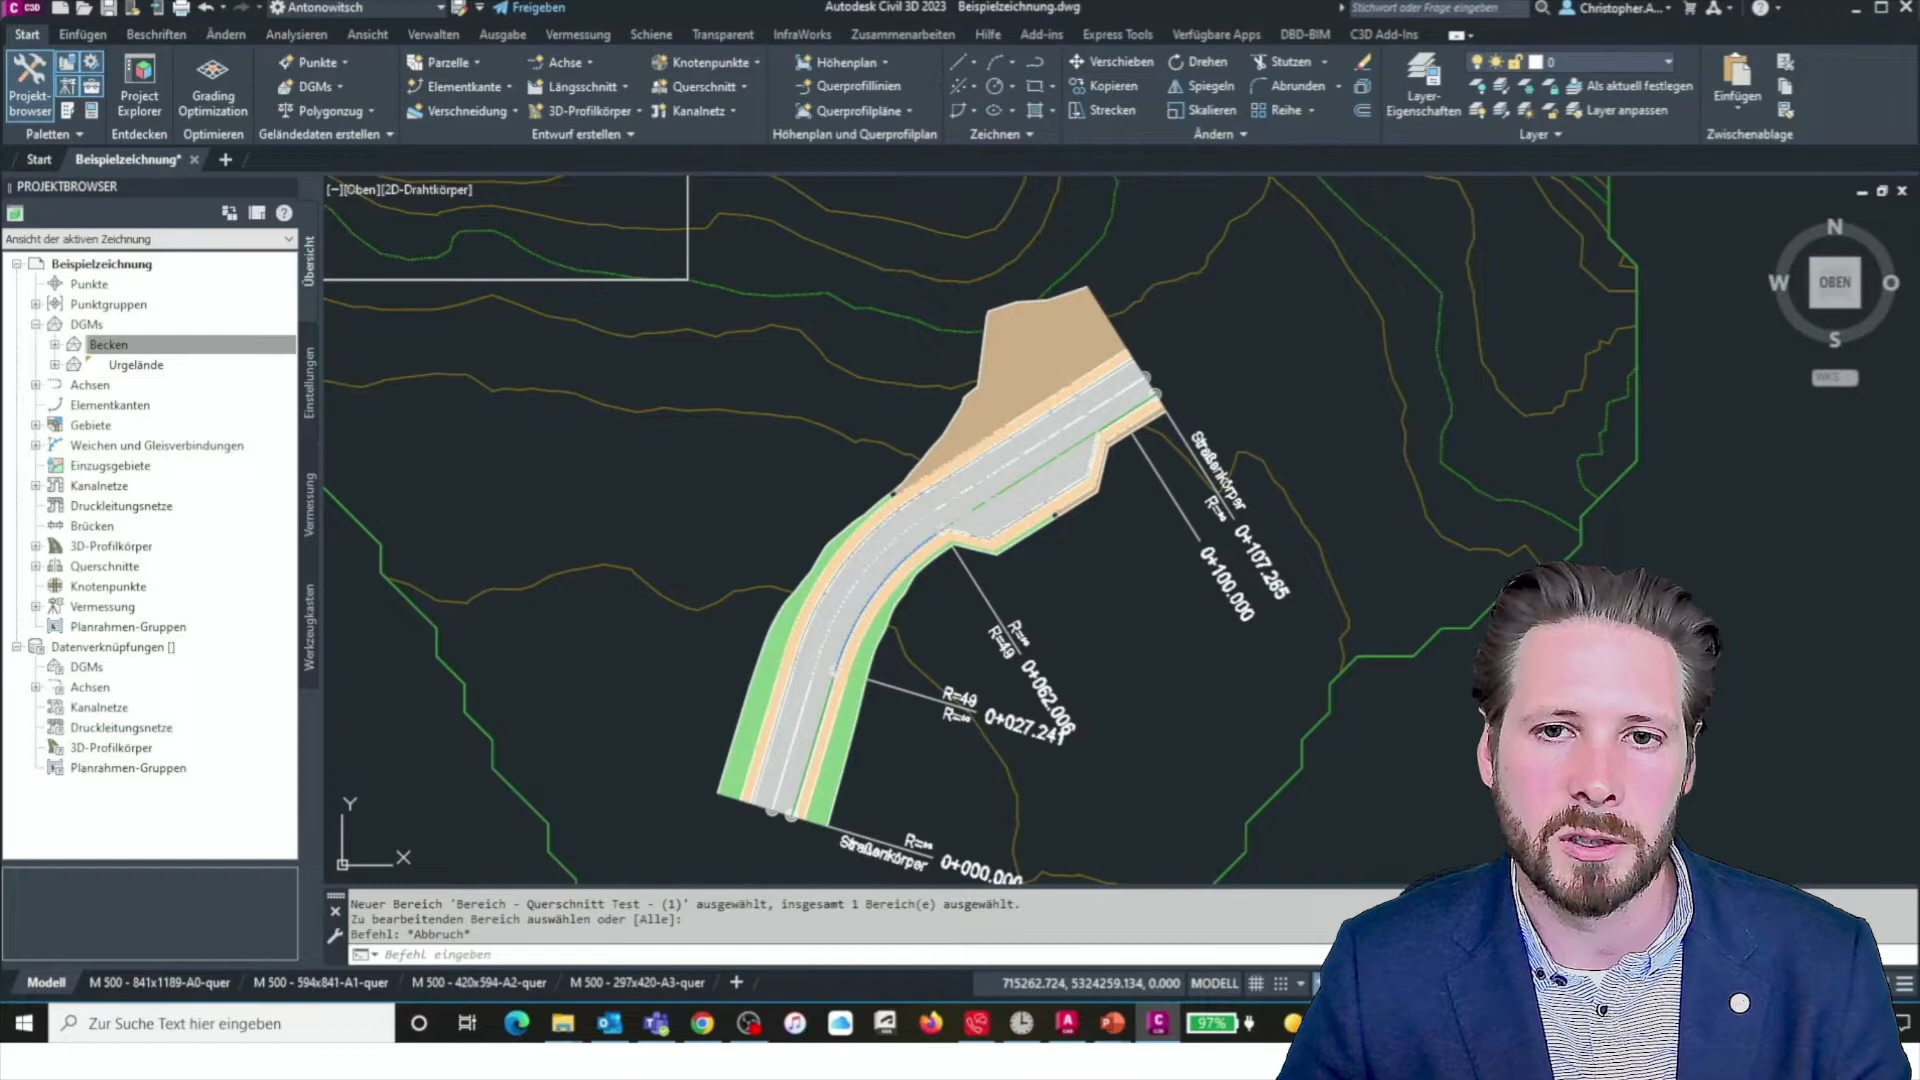 C3D Antonowitsch Freigeben Autodesk Civil 3D 2023 Beispielzeichnung.dwg Stichwort oder Frage eingeben Christopher.A...
Start Einfügen Beschriften Ändern Analysieren Ansicht Verwalten Ausgabe Vermessung Schiene Transparent InfraWorks Zusammenarbeiten Hilfe Add-ins Express Tools Verfügbare Apps DBD-BIM C3D Add-Ins
Projekt-
browser
Project
Explorer
Grading
Optimization
Punkte
DGMs
Polygonzug
Parzelle
Elementkante
Verschneidung
Achse
Längsschnitt
3D-Profilkörper
Knotenpunkte
Querschnitt
Kanalnetz
Höhenplan
Querprofillinien
Querprofilpläne
Verschieben Drehen Stutzen
Kopieren Spiegeln Abrunden
Strecken Skalieren Reihe
Layer-
Eigenschaften
0
Als aktuell festlegen
Layer anpassen
Einfügen
Paletten Entdecken Optimieren Geländedaten erstellen Entwurf erstellen Höhenplan und Querprofilplan Zeichnen Ändern Layer Zwischenablage
Start Beispielzeichnung*
PROJEKTBROWSER
Ansicht der aktiven Zeichnung
Beispielzeichnung
Punkte
Punktgruppen
DGMs
Becken
Urgelände
Achsen
Elementkanten
Gebiete
Weichen und Gleisverbindungen
Einzugsgebiete
Kanalnetze
Druckleitungsnetze
Brücken
3D-Profilkörper
Querschnitte
Knotenpunkte
Vermessung
Planrahmen-Gruppen
Datenverknüpfungen []
DGMs
Achsen
Kanalnetze
Druckleitungsnetze
3D-Profilkörper
Planrahmen-Gruppen
Übersicht
Einstellungen
Vermessung
Werkzeugkasten
[−][Oben][2D-Drahtkörper]
N
W OBEN O
S
WKS
Straßenkörper
R=∞ 0+107.265
0+100.000
R=∞
R=49 0+062.006
R=49
R=∞ 0+027.241
R=∞
Straßenkörper 0+000.000
Y
X
Neuer Bereich 'Bereich - Querschnitt Test - (1)' ausgewählt, insgesamt 1 Bereich(e) ausgewählt.
Zu bearbeitenden Bereich auswählen oder [Alle]:
Befehl: *Abbruch*
Befehl eingeben
Modell M 500 - 841x1189-A0-quer M 500 - 594x841-A1-quer M 500 - 420x594-A2-quer M 500 - 297x420-A3-quer
715262.724, 5324259.134, 0.000 MODELL
Zur Suche Text hier eingeben
97%